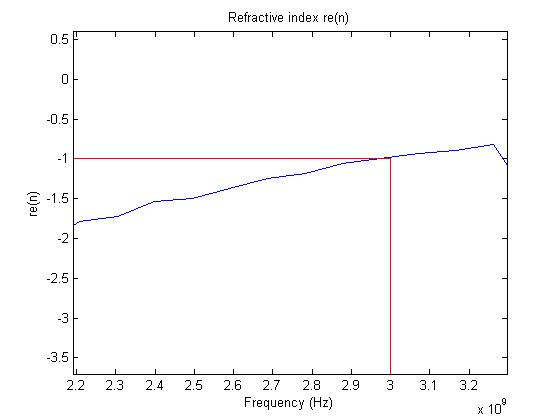 Refractive index re(n)
0.5
0
-0.5
-1
-1.5
-2
-2.5
-3
-3.5
re(n)
2.2 2.3 2.4 2.5 2.6 2.7 2.8 2.9 3 3.1 3.2
Frequency (Hz)
x 10^9